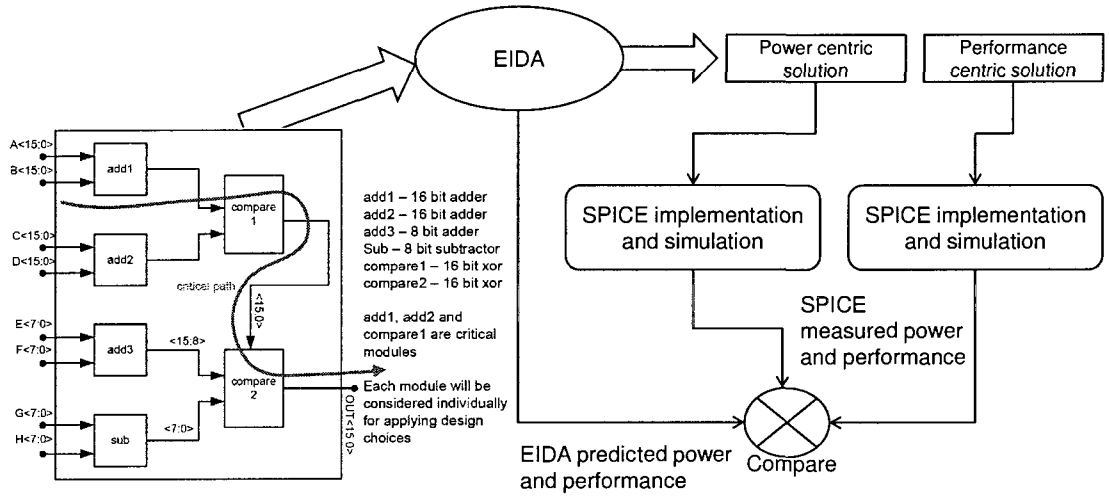 EIDA
Power centric
solution
Performance
centric solution
A<15:0>
B<15:0>
add1
compare
1
C<15:0>
D<15:0>
add2
critical path
<15:0>
E<7:0>
F<7:0>
add3
<15:8>
compare
2
G<7:0>
H<7:0>
sub
<7:0>
OUT<15:0>
add1 – 16 bit adder
add2 – 16 bit adder
add3 – 8 bit adder
Sub – 8 bit subtractor
compare1 – 16 bit xor
compare2 – 16 bit xor
add1, add2 and
compare1 are critical
modules
Each module will be
considered individually
for applying design
choices
SPICE implementation
and simulation
SPICE implementation
and simulation
SPICE
measured power
and performance
EIDA predicted power
and performance
Compare